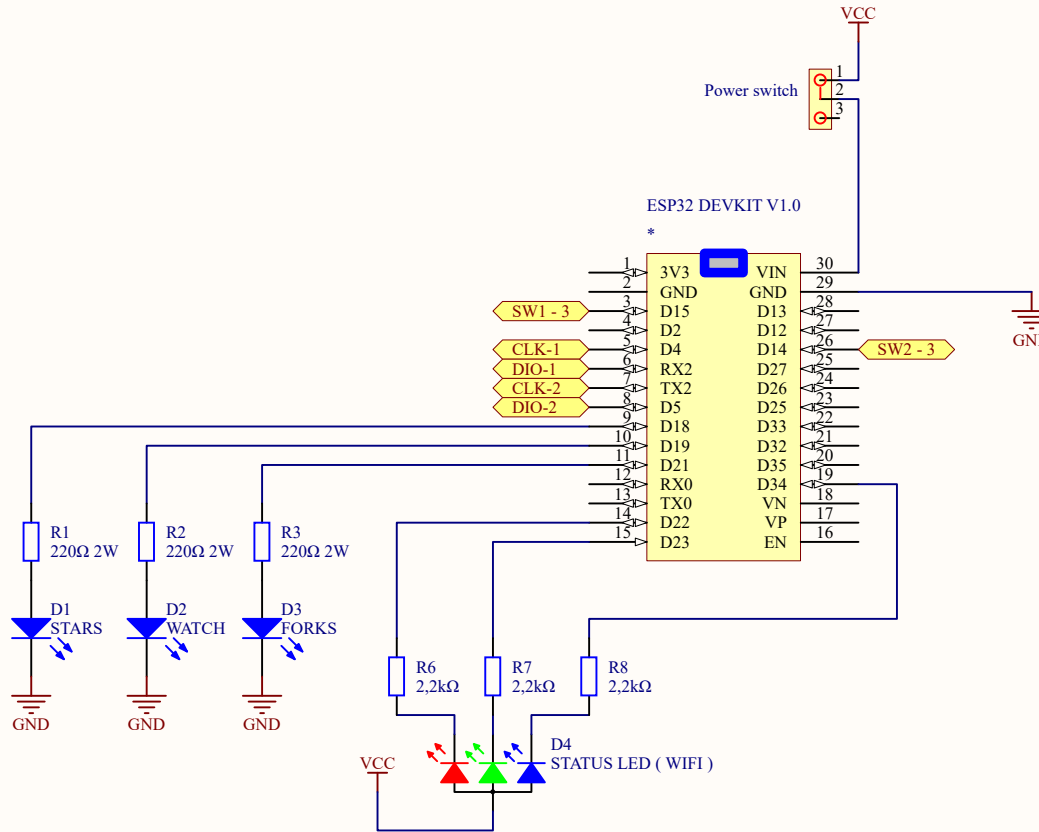 VCC
1
Power switch
2
3
ESP32 DEVKIT V1.0
*
1 3V3 VIN 30
2 GND GND 29
3 D15 D13 28
SW1 - 3
4 D2 D12 27
5 D4 D14 26
CLK-1
SW2 - 3
6 RX2 D27 25
DIO-1
7 TX2 D26 24
CLK-2
8 D5 D25 23
DIO-2
9 D18 D33 22
10 D19 D32 21
11 D21 D35 20
12 RX0 D34 19
13 TX0 VN 18
14 D22 VP 17
15 D23 EN 16
GND
R1
220Ω 2W
R2
220Ω 2W
R3
220Ω 2W
D1
STARS
D2
WATCH
D3
FORKS
GND
GND
GND
R6
2,2kΩ
R7
2,2kΩ
R8
2,2kΩ
D4
STATUS LED ( WIFI )
VCC